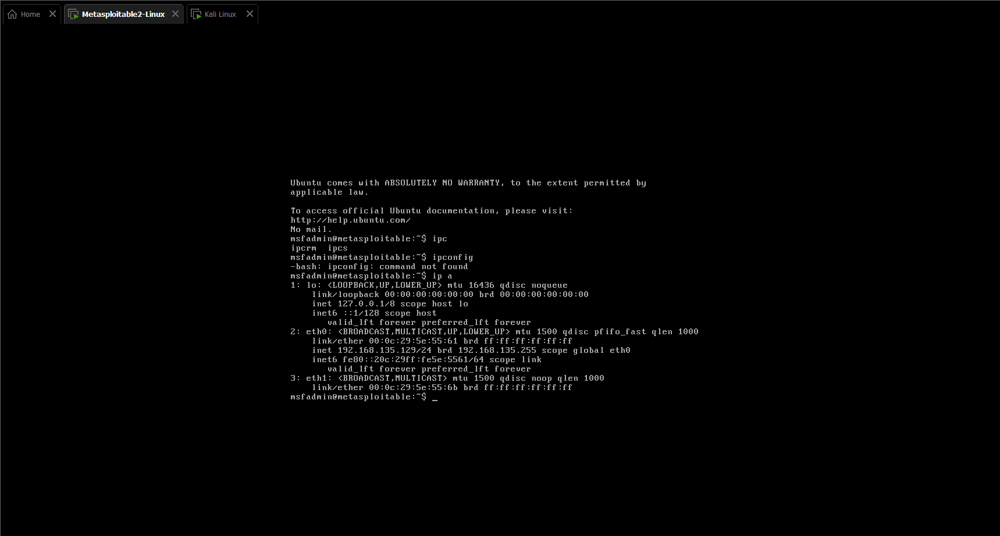 Home
Metasploitable2-Linux
Kali Linux
Ubuntu comes with ABSOLUTELY NO WARRANTY, to the extent permitted by
applicable law.
To access official Ubuntu documentation, please visit:
http://help.ubuntu.com/
No mail.
msfadmin@metasploitable:~$ ipc
ipcrm  ipcs
msfadmin@metasploitable:~$ ipconfig
-bash: ipconfig: command not found
msfadmin@metasploitable:~$ ip a
1: lo: <LOOPBACK,UP,LOWER_UP> mtu 16436 qdisc noqueue
    link/loopback 00:00:00:00:00:00 brd 00:00:00:00:00:00
    inet 127.0.0.1/8 scope host lo
    inet6 ::1/128 scope host
       valid_lft forever preferred_lft forever
2: eth0: <BROADCAST,MULTICAST,UP,LOWER_UP> mtu 1500 qdisc pfifo_fast qlen 1000
    link/ether 00:0c:29:5e:55:61 brd ff:ff:ff:ff:ff:ff
    inet 192.168.135.129/24 brd 192.168.135.255 scope global eth0
    inet6 fe80::20c:29ff:fe5e:5561/64 scope link
       valid_lft forever preferred_lft forever
3: eth1: <BROADCAST,MULTICAST> mtu 1500 qdisc noop qlen 1000
    link/ether 00:0c:29:5e:55:6b brd ff:ff:ff:ff:ff:ff
msfadmin@metasploitable:~$ _